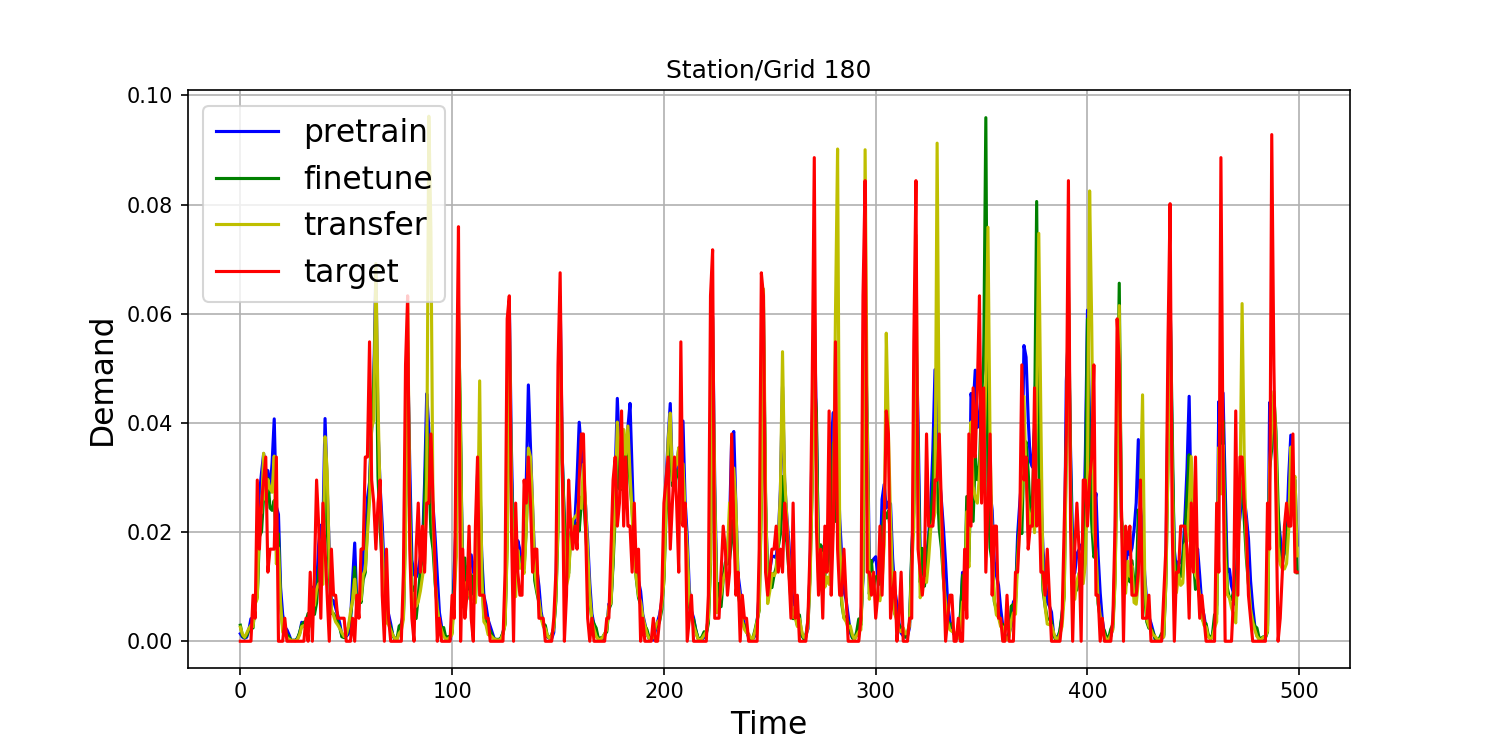 Station/Grid 180
0.10
0.08
0.06
0.04
0.02
0.00
Demand
pretrain
finetune
transfer
target
0 100 200 300 400 500
Time